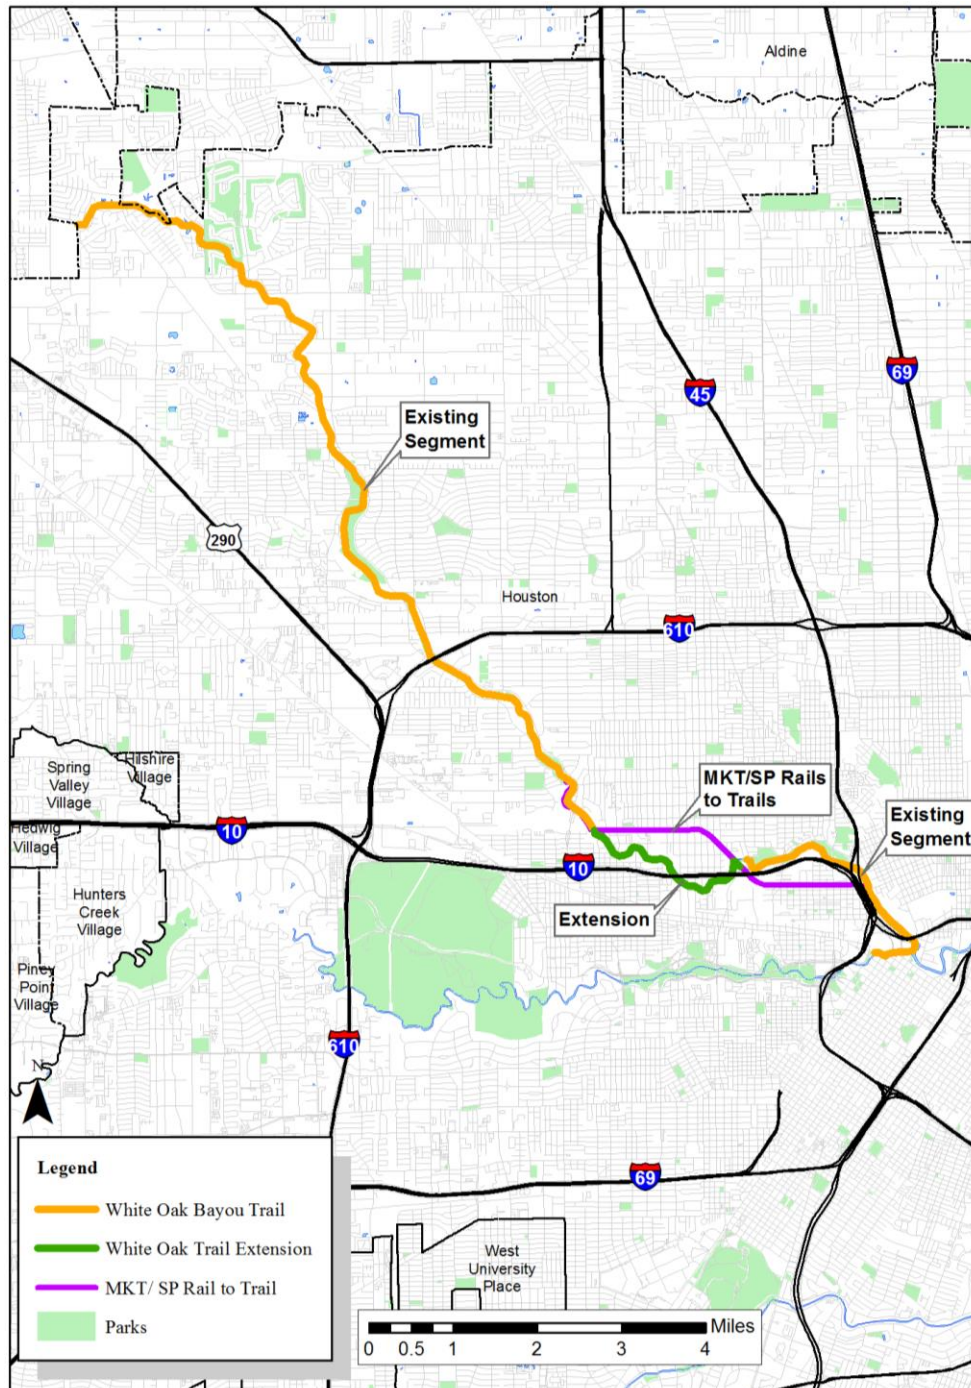 Aldine
69
45
Existing
Segment
290
Houston
610
Spring
Valley
Village
Hilshire
Village
MKT/SP Rails
to Trails
Existing
Segment
Hedwig
Village
10
10
Hunters
Creek
Village
Extension
Piney
Point
Village
610
N
69
West
University
Place
Legend
White Oak Bayou Trail
White Oak Trail Extension
MKT/ SP Rail to Trail
Parks
Miles
0 0.5 1 2 3 4